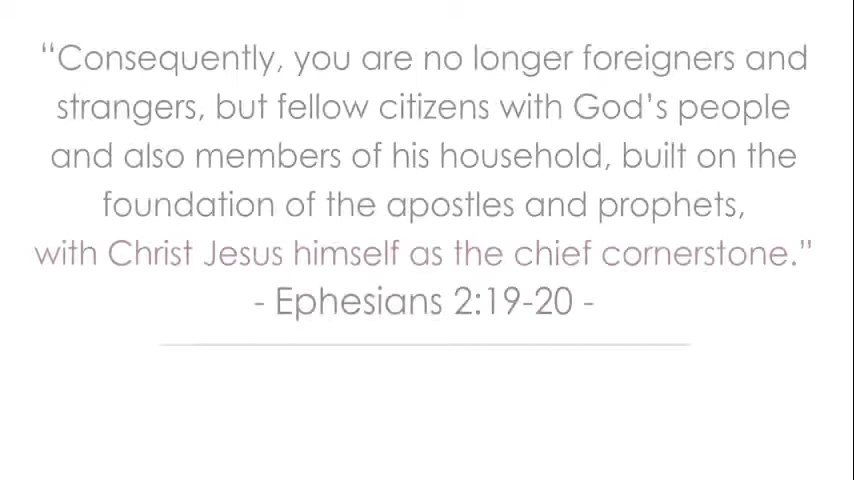 “Consequently, you are no longer foreigners and
strangers, but fellow citizens with God’s people
and also members of his household, built on the
foundation of the apostles and prophets,
with Christ Jesus himself as the chief cornerstone.”
- Ephesians 2:19-20 -